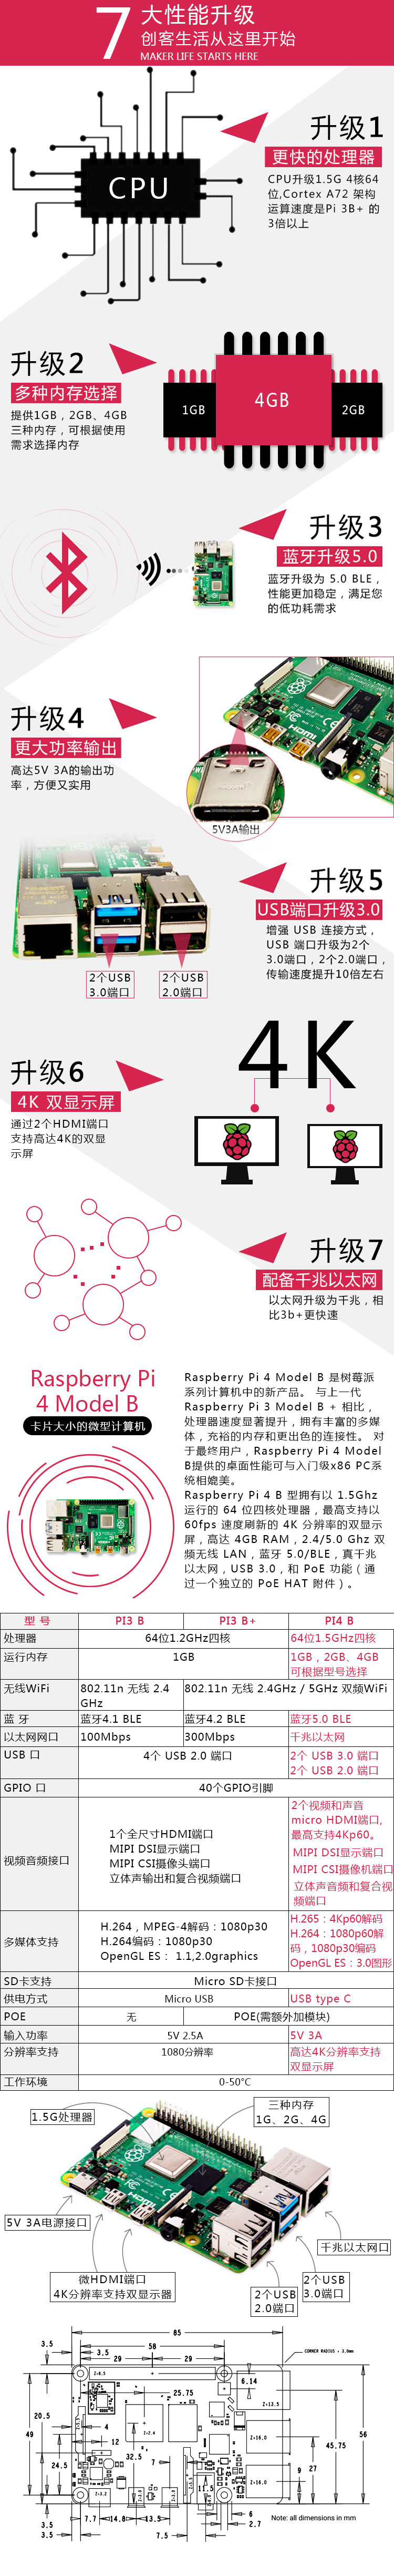 7
大性能升级
创客生活从这里开始
MAKER LIFE STARTS HERE
CPU
升级1
更快的处理器
CPU升级1.5G 4核64
位,Cortex A72 架构
运算速度是Pi 3B+ 的
3倍以上
升级2
多种内存选择
提供1GB，2GB、4GB
三种内存，可根据使用
需求选择内存
1GB
4GB
2GB
升级3
蓝牙升级5.0
蓝牙升级为 5.0 BLE，
性能更加稳定，满足您
的低功耗需求
升级4
更大功率输出
高达5V 3A的输出功
率，方便又实用
HDMI
5V3A输出
升级5
USB端口升级3.0
增强 USB 连接方式，
USB 端口升级为2个
3.0端口，2个2.0端口，
传输速度提升10倍左右
2个USB
3.0端口
2个USB
2.0端口
升级6
4K 双显示屏
通过2个HDMI端口
支持高达4K的双显
示屏
4K
升级7
配备千兆以太网
以太网升级为千兆，相
比3b+更快速
Raspberry Pi
4 Model B
卡片大小的微型计算机
Raspberry Pi 4 Model B 是树莓派
系列计算机中的新产品。 与上一代
Raspberry Pi 3 Model B + 相比，
处理器速度显著提升，拥有丰富的多媒
体，充裕的内存和更出色的连接性。 对
于最终用户，Raspberry Pi 4 Model
B提供的桌面性能可与入门级x86 PC系
统相媲美。
Raspberry Pi 4 B 型拥有以 1.5Ghz
运行的 64 位四核处理器，最高支持以
60fps 速度刷新的 4K 分辨率的双显示
屏，高达 4GB RAM，2.4/5.0 Ghz 双
频无线 LAN，蓝牙 5.0/BLE，真千兆
以太网，USB 3.0，和 PoE 功能（通
过一个独立的 PoE HAT 附件）。
型 号 PI3 B PI3 B+ PI4 B
处理器 64位1.2GHz四核 64位1.5GHz四核
运行内存 1GB 1GB，2GB、4GB
可根据型号选择
无线WiFi 802.11n 无线 2.4
GHz 802.11n 无线 2.4GHz / 5GHz 双频WiFi
蓝 牙 蓝牙4.1 BLE 蓝牙4.2 BLE 蓝牙5.0 BLE
以太网网口 100Mbps 300Mbps 千兆以太网
USB 口 4个 USB 2.0 端口 2个 USB 3.0 端口
2个 USB 2.0 端口
GPIO 口 40个GPIO引脚
视频音频接口
1个全尺寸HDMI端口
MIPI DSI显示端口
MIPI CSI摄像头端口
立体声输出和复合视频端口
2个视频和声音
micro HDMI端口,
最高支持4Kp60。
MIPI DSI显示端口
MIPI CSI摄像机端口
立体声音频和复合视
频端口
多媒体支持
H.264，MPEG-4解码：1080p30
H.264编码：1080p30
OpenGL ES： 1.1,2.0graphics
H.265：4Kp60解码
H.264：1080p60解
码，1080p30编码
OpenGL ES：3.0图形
SD卡支持 Micro SD卡接口
供电方式 Micro USB USB type C
POE 无 POE(需额外加模块)
输入功率 5V 2.5A 5V 3A
分辨率支持 1080分辨率 高达4K分辨率支持
双显示屏
工作环境 0-50°C
1.5G处理器
三种内存
1G、2G、4G
5V 3A电源接口
千兆以太网口
微HDMI端口
4K分辨率支持双显示器
2个USB
2.0端口
2个USB
3.0端口
85
58
3.5
3.5
29
29
CORNER RADIUS = 3.0mm
25.75
6.14
Z=13.5
20.5
4
12
49
24.5
32.5
7
Z=16.0
Z=16.0
56
45.75
9
27
11.5
3.5
3.5
7.7
14.8
13.5
7.5
6
2.7
Note: all dimensions in mm